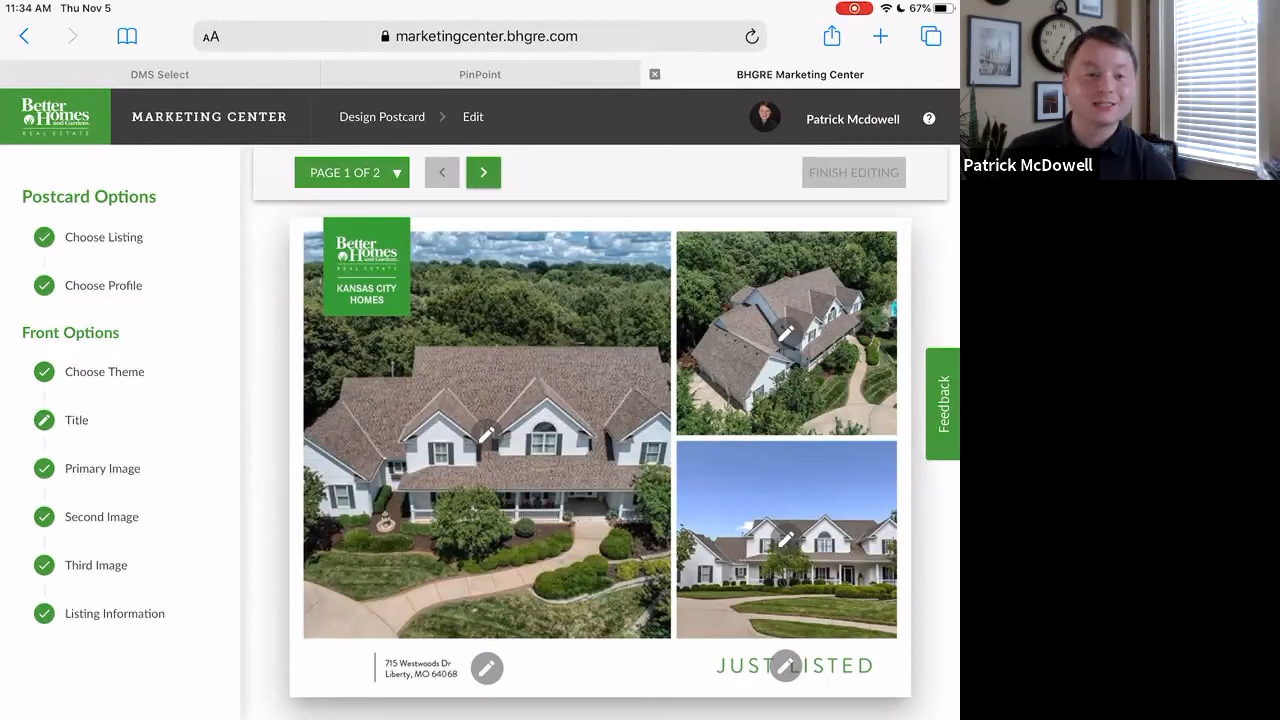 11:34 AM Thu Nov 5
67%
AA
marketingcenter.bhgre.com
DMS Select
PinPoint
BHGRE Marketing Center
Better
Homes
and Gardens
REAL ESTATE
MARKETING CENTER
Design Postcard
Edit
Patrick Mcdowell
?
Postcard Options
Choose Listing
Choose Profile
Front Options
Choose Theme
Title
Primary Image
Second Image
Third Image
Listing Information
PAGE 1 OF 2
FINISH EDITING
Better
Homes
and Gardens
REAL ESTATE
KANSAS CITY
HOMES
715 Westwoods Dr
Liberty, MO 64068
JUST LISTED
Feedback
Patrick McDowell